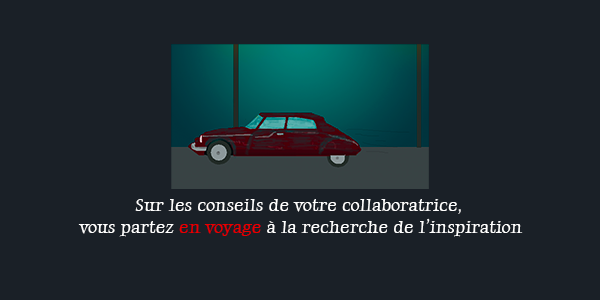 Sur les conseils de votre collaboratrice,
vous partez en voyage à la recherche de l'inspiration